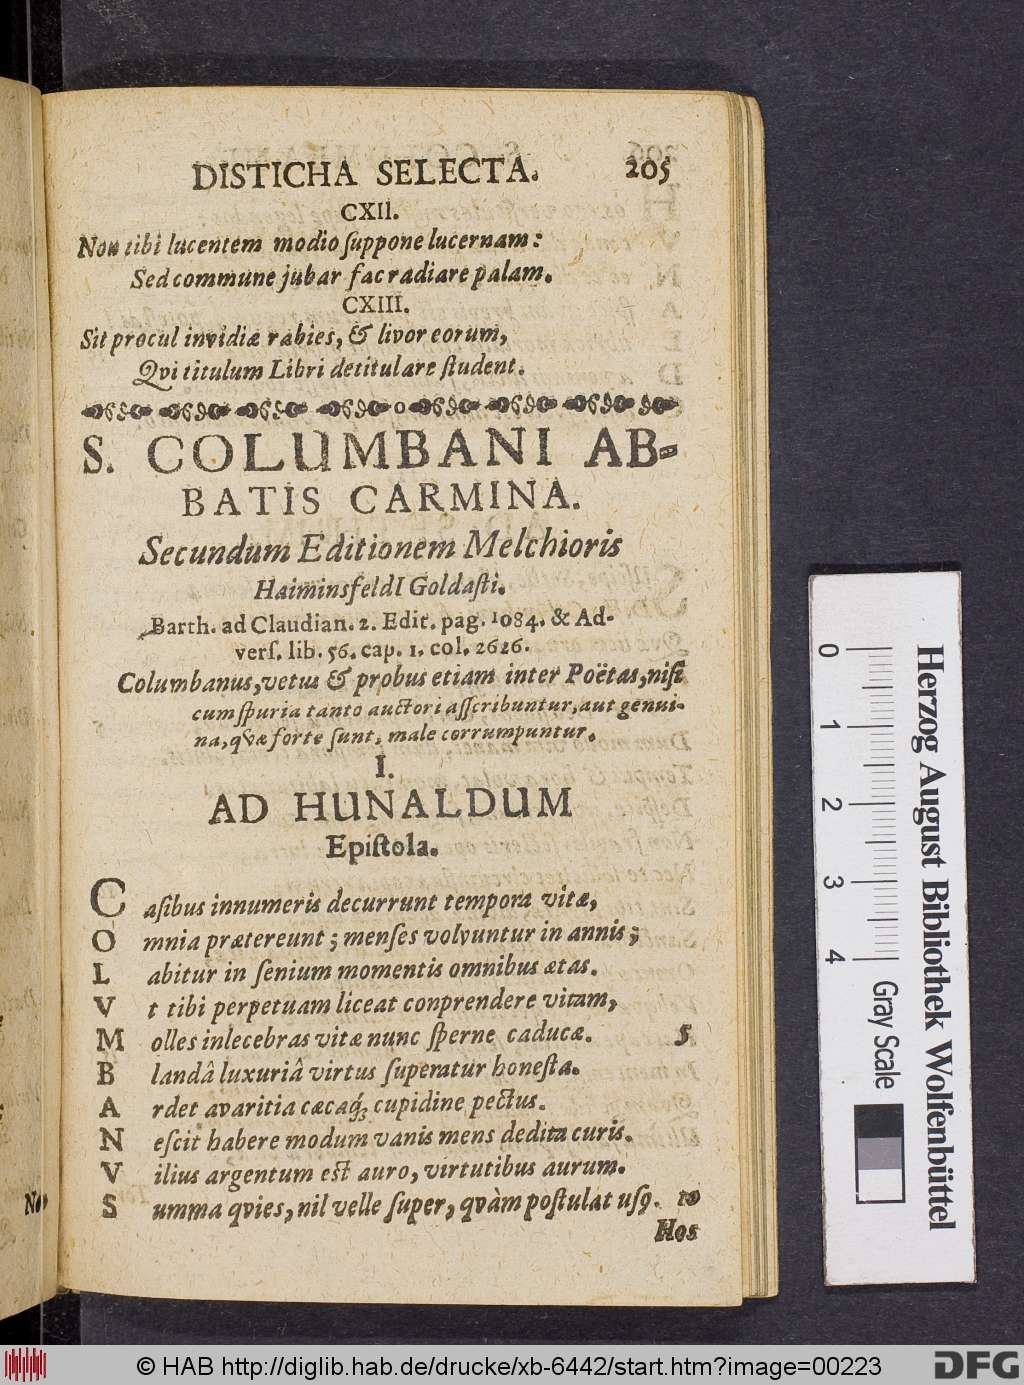 DISTICHA SELECTA. 205
CXII.
Non tibi lucentem modio ſuppone lucernam:
Sed commune jubar fac radiare palam.
CXIII.
Sit procul invidiæ rabies, & livor eorum,
Qvi titulum Libri detitulare ſtudent.
S. COLUMBANI AB-
BATIS CARMINA.
Secundum Editionem Melchioris
HaiminsfeldI Goldaſti.
Barth. ad Claudian. 2. Edit. pag. 1084. & Ad-
verſ. lib. 56. cap. 1. col. 2626.
Columbanus, vetus & probus etiam inter Poëtas, niſi
cum ſpuria tanto auctori aſſcribuntur, aut genui-
na, qvæ forte ſunt, male corrumpuntur.
I.
AD HUNALDUM
Epiſtola.
C aſibus innumeris decurrunt tempora vitæ,
O mnia prætereunt; menſes volvuntur in annis;
L abitur in ſenium momentis omnibus ætas.
V t tibi perpetuam liceat conprendere vitam,
M olles inlecebras vitæ nunc ſperne caducæ. 5
B landâ luxuriâ virtus ſuperatur honeſta.
A rdet avaritia cæcaq́; cupidine pectus.
N eſcit habere modum vanis mens dedita curis.
V ilius argentum eſt auro, virtutibus aurum.
S umma qvies, nil velle ſuper, qvàm poſtulat uſꝰ. 10
Hos
No-
Herzog August Bibliothek Wolfenbüttel
0 1 2 3 4
Gray Scale
© HAB http://diglib.hab.de/drucke/xb-6442/start.htm?image=00223
DFG